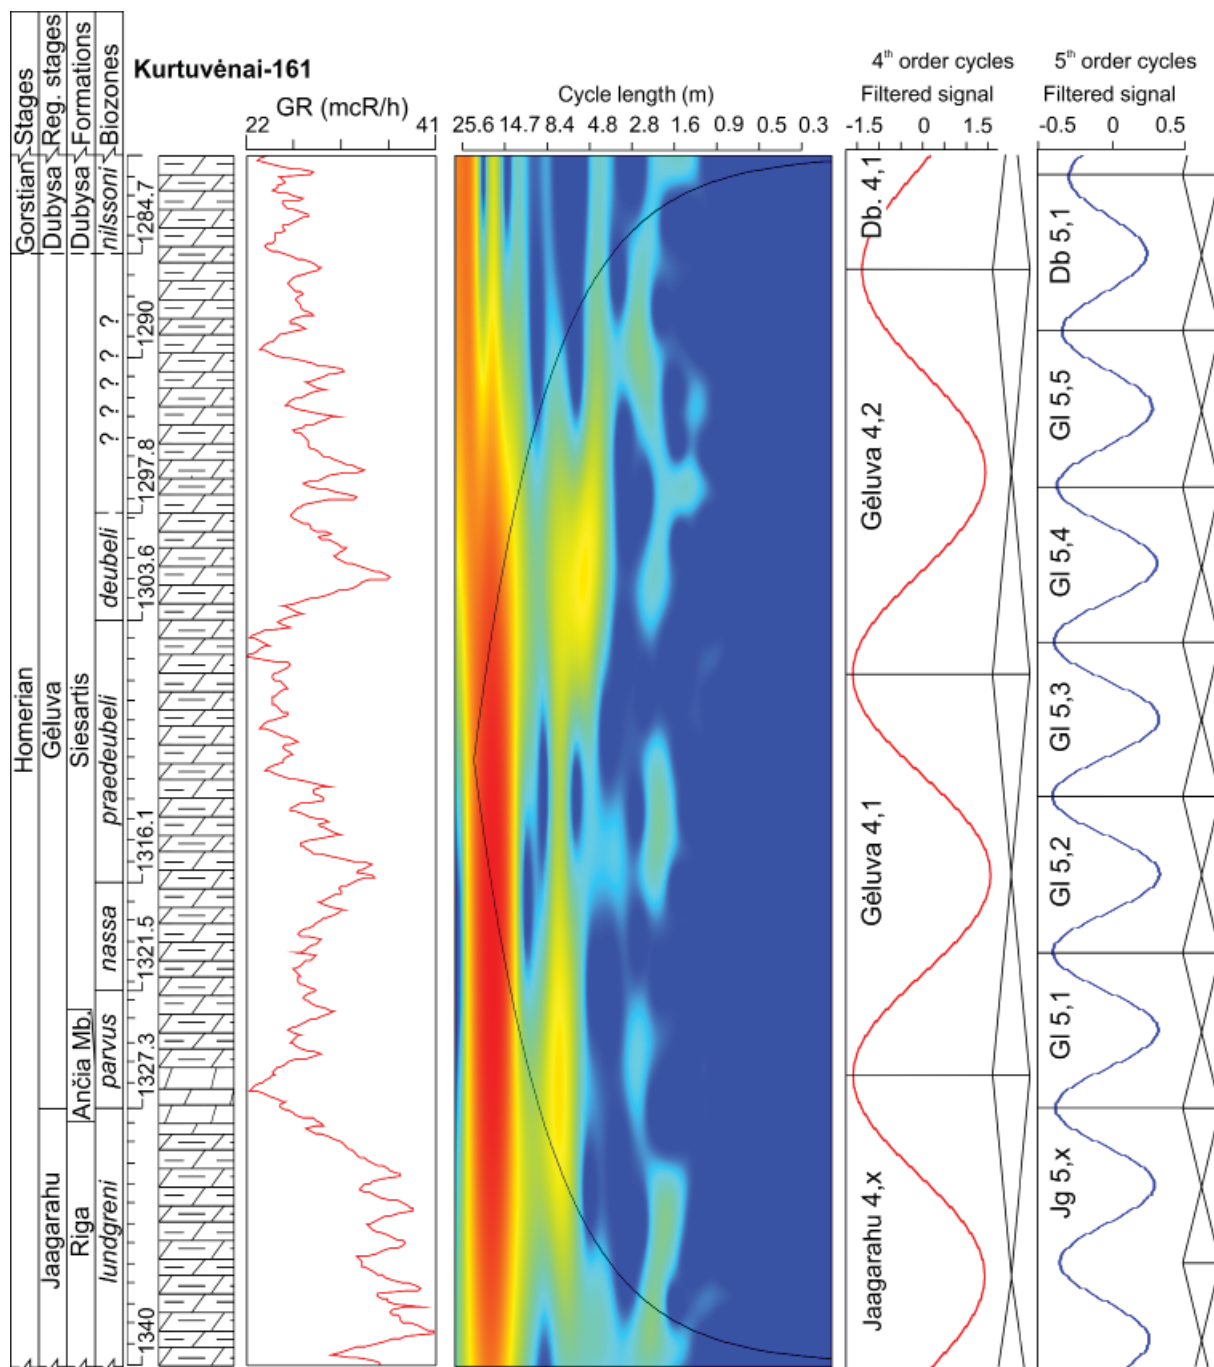 Kurtuvėnai-161
Stages
Reg. stages
Formations
Biozones
GR (mcR/h)
22 41
Cycle length (m)
25.6 14.7 8.4 4.8 2.8 1.6 0.9 0.5 0.3
4th order cycles
Filtered signal
-1.5 0 1.5
5th order cycles
Filtered signal
-0.5 0 0.5
Gorstian
Homerian
Dubysa
Gėluva
Jaagarahu
Dubysa
Siesartis
Ančia Mb.
Riga
nilssoni
? ? ? ?
deubeli
praedeubeli
nassa
parvus
lundgreni
1284.7
1290
1297.8
1303.6
1316.1
1321.5
1327.3
1340
Db. 4,1
Gėluva 4,2
Gėluva 4,1
Jaagarahu 4,x
Db 5,1
Gl 5,5
Gl 5,4
Gl 5,3
Gl 5,2
Gl 5,1
Jg 5,x